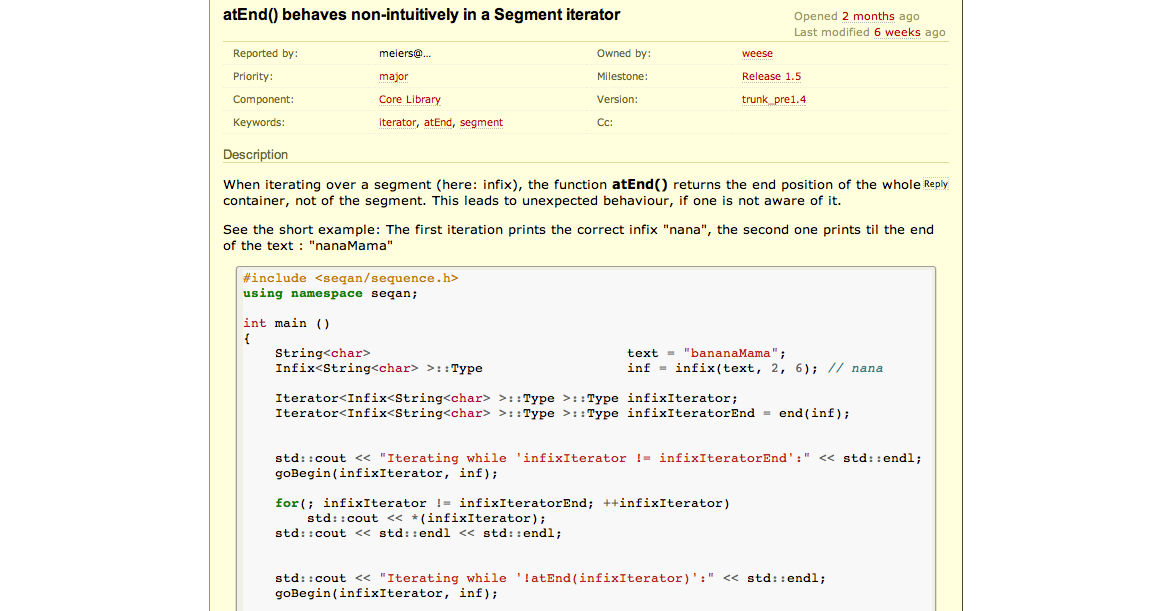 atEnd() behaves non-intuitively in a Segment iterator
Opened 2 months ago
Last modified 6 weeks ago
Reported by: meiers@... Owned by: weese
Priority: major Milestone: Release 1.5
Component: Core Library Version: trunk_pre1.4
Keywords: iterator, atEnd, segment Cc:
Description
When iterating over a segment (here: infix), the function atEnd() returns the end position of the whole Reply
container, not of the segment. This leads to unexpected behaviour, if one is not aware of it.
See the short example: The first iteration prints the correct infix "nana", the second one prints til the end
of the text : "nanaMama"
#include <seqan/sequence.h>
using namespace seqan;
int main ()
{
    String<char> text = "bananaMama";
    Infix<String<char> >::Type inf = infix(text, 2, 6); // nana
    Iterator<Infix<String<char> >::Type >::Type infixIterator;
    Iterator<Infix<String<char> >::Type >::Type infixIteratorEnd = end(inf);
    std::cout << "Iterating while 'infixIterator != infixIteratorEnd':" << std::endl;
    goBegin(infixIterator, inf);
    for(; infixIterator != infixIteratorEnd; ++infixIterator)
        std::cout << *(infixIterator);
    std::cout << std::endl << std::endl;
    std::cout << "Iterating while '!atEnd(infixIterator)':" << std::endl;
    goBegin(infixIterator, inf);